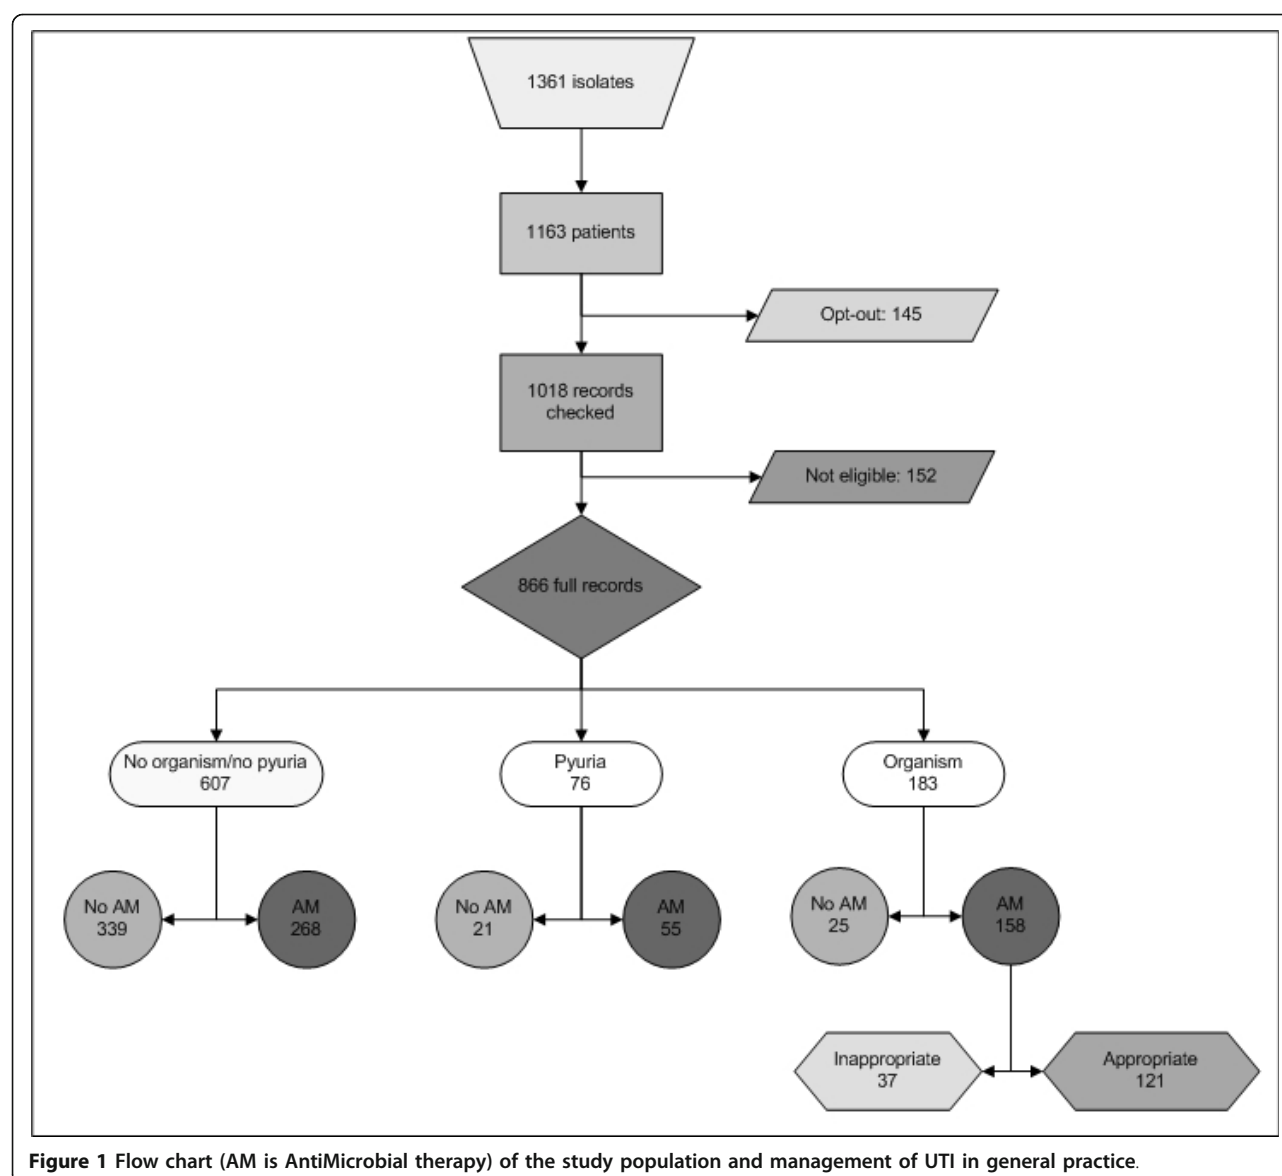 1361 isolates
1163 patients
Opt-out: 145
1018 records
checked
Not eligible: 152
866 full records
No organism/no pyuria
607
Pyuria
76
Organism
183
No AM
339
AM
268
No AM
21
AM
55
No AM
25
AM
158
Inappropriate
37
Appropriate
121
Figure 1 Flow chart (AM is AntiMicrobial therapy) of the study population and management of UTI in general practice.